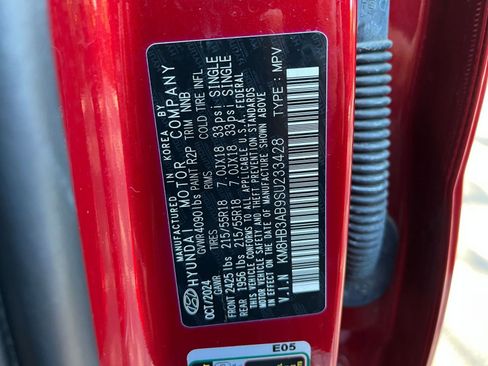 MANUFACTURED IN KOREA BY
HYUNDAI MOTOR COMPANY
OCT/2024 GVWR 4090 lbs PAINT R2P TRIM NNB
GAWR TIRES RIMS COLD TIRE INFL
FRONT 2425 lbs 215/55R18 7.0JX18 33psi SINGLE
REAR 1956 lbs 215/55R18 7.0JX18 33 psi SINGLE
THIS VEHICLE CONFORMS TO ALL APPLICABLE U.S.A. FEDERAL
MOTOR VEHICLE SAFETY AND THEFT PREVENTION STANDARDS
IN EFFECT ON THE DATE OF MANUFACTURE SHOWN ABOVE
V.I.N KM8HB3AB9SU233428 TYPE: MPV
E05